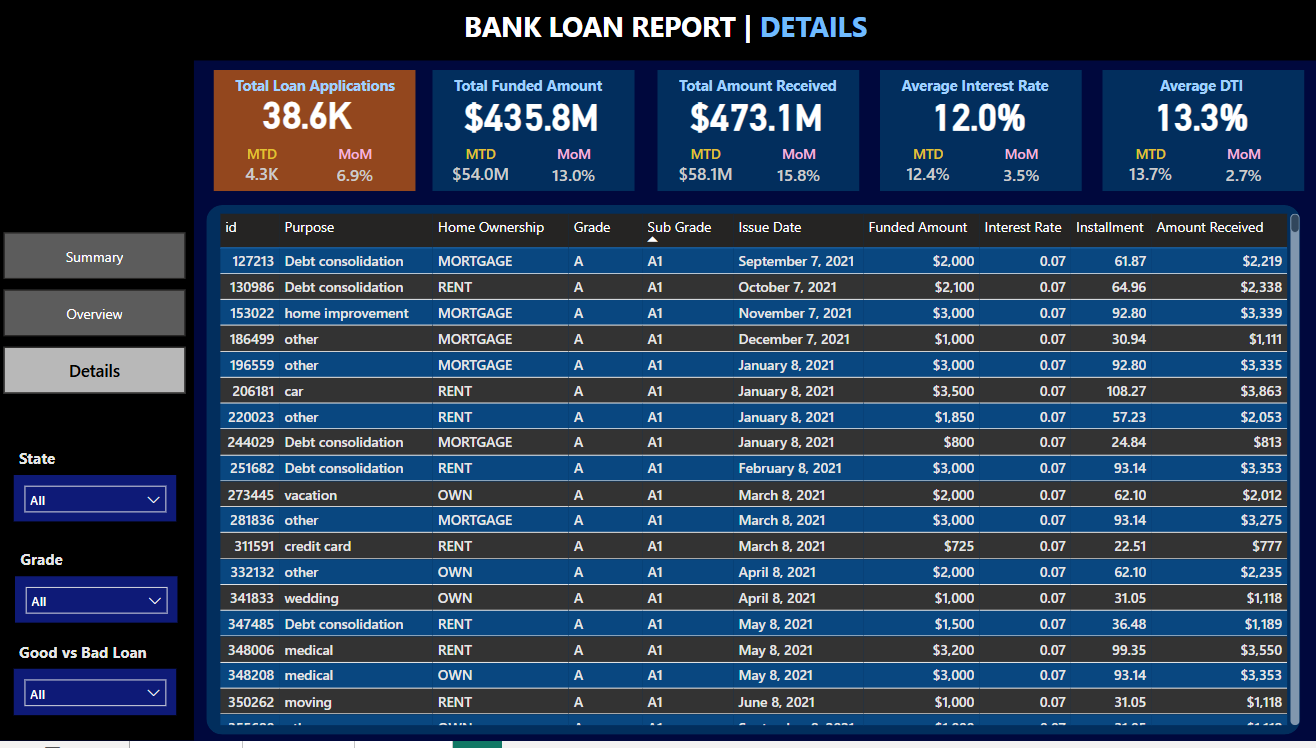 BANK LOAN REPORT | DETAILS
Total Loan Applications
38.6K
MTD MoM
4.3K 6.9%
Total Funded Amount
$435.8M
MTD MoM
$54.0M 13.0%
Total Amount Received
$473.1M
MTD MoM
$58.1M 15.8%
Average Interest Rate
12.0%
MTD MoM
12.4% 3.5%
Average DTI
13.3%
MTD MoM
13.7% 2.7%
Summary
Overview
Details
State
All
Grade
All
Good vs Bad Loan
All
id Purpose Home Ownership Grade Sub Grade Issue Date Funded Amount Interest Rate Installment Amount Received
127213 Debt consolidation MORTGAGE A A1 September 7, 2021 $2,000 0.07 61.87 $2,219
130986 Debt consolidation RENT A A1 October 7, 2021 $2,100 0.07 64.96 $2,338
153022 home improvement MORTGAGE A A1 November 7, 2021 $3,000 0.07 92.80 $3,339
186499 other MORTGAGE A A1 December 7, 2021 $1,000 0.07 30.94 $1,111
196559 other MORTGAGE A A1 January 8, 2021 $3,000 0.07 92.80 $3,335
206181 car RENT A A1 January 8, 2021 $3,500 0.07 108.27 $3,863
220023 other RENT A A1 January 8, 2021 $1,850 0.07 57.23 $2,053
244029 Debt consolidation MORTGAGE A A1 January 8, 2021 $800 0.07 24.84 $813
251682 Debt consolidation RENT A A1 February 8, 2021 $3,000 0.07 93.14 $3,353
273445 vacation OWN A A1 March 8, 2021 $2,000 0.07 62.10 $2,012
281836 other MORTGAGE A A1 March 8, 2021 $3,000 0.07 93.14 $3,275
311591 credit card RENT A A1 March 8, 2021 $725 0.07 22.51 $777
332132 other OWN A A1 April 8, 2021 $2,000 0.07 62.10 $2,235
341833 wedding OWN A A1 April 8, 2021 $1,000 0.07 31.05 $1,118
347485 Debt consolidation RENT A A1 May 8, 2021 $1,500 0.07 36.48 $1,189
348006 medical RENT A A1 May 8, 2021 $3,200 0.07 99.35 $3,550
348208 medical OWN A A1 May 8, 2021 $3,000 0.07 93.14 $3,353
350262 moving RENT A A1 June 8, 2021 $1,000 0.07 31.05 $1,118